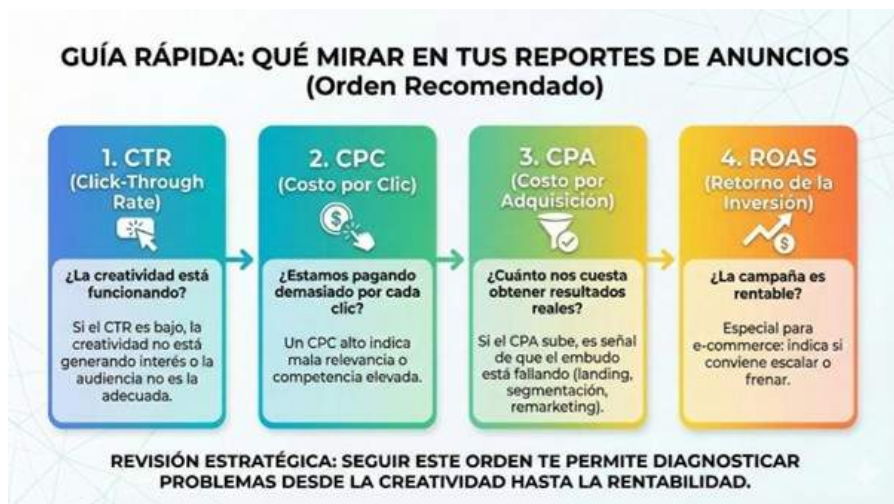 GUÍA RÁPIDA: QUÉ MIRAR EN TUS REPORTES DE ANUNCIOS
(Orden Recomendado)
1. CTR
(Click-Through
Rate)
¿La creatividad está
funcionando?
Si el CTR es bajo, la
creatividad no está
generando interés o la
audiencia no es la
adecuada.
2. CPC
(Costo por Clic)
¿Estamos pagando
demasiado por cada
clic?
Un CPC alto indica
mala relevancia o
competencia elevada.
3. CPA
(Costo por
Adquisición)
¿Cuánto nos cuesta
obtener resultados
reales?
Si el CPA sube, es señal
de que el embudo
está fallando (landing,
segmentación,
remarketing).
4. ROAS
(Retorno de la
Inversión)
¿La campaña es
rentable?
Especial para
e-commerce: indica si
conviene escalar o
frenar.
REVISIÓN ESTRATÉGICA: SEGUIR ESTE ORDEN TE PERMITE DIAGNOSTICAR
PROBLEMAS DESDE LA CREATIVIDAD HASTA LA RENTABILIDAD.